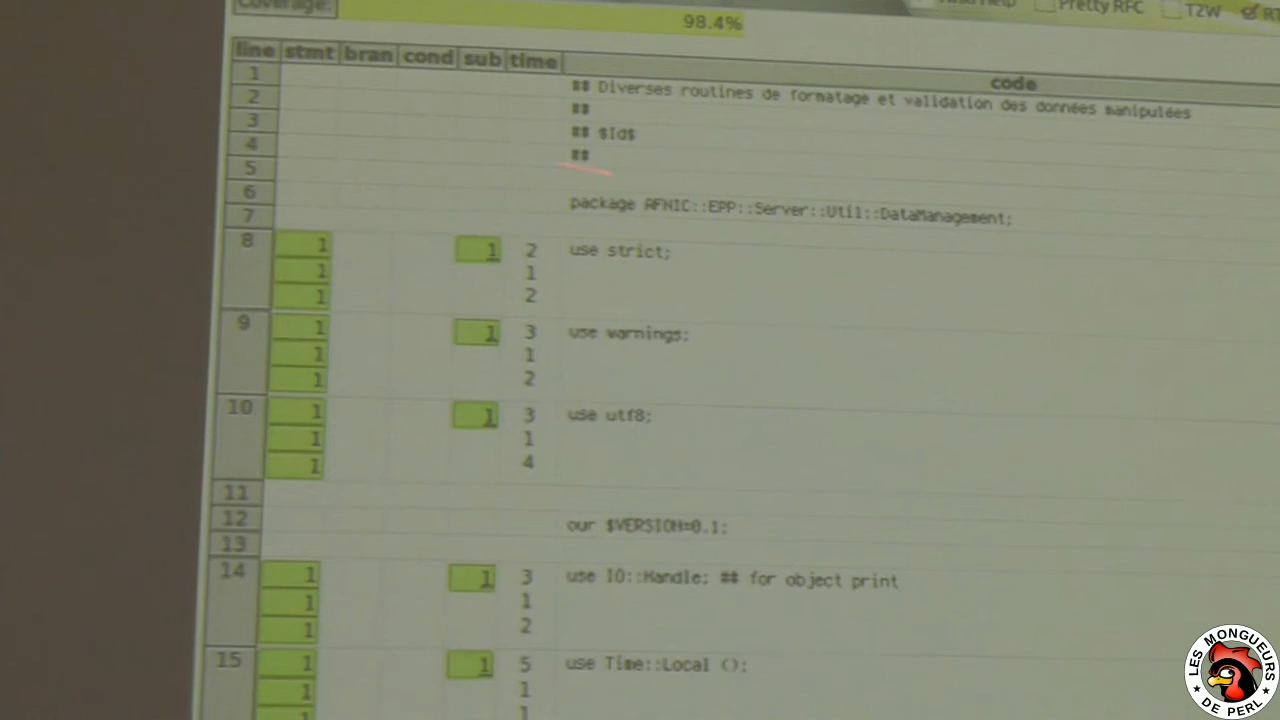 Coverage:
98.4%
Pretty RFC
TZW
line stmt bran cond sub time code
1 ## Diverses routines de formatage et validation des données manipulées
2 ##
3 ## $Id$
4 ##
5
6 package AFNIC::EPP::Server::Util::DataManagement;
7
8 1 1 2 use strict;
1 1
1 2
9 1 1 3 use warnings;
1 1
1 2
10 1 1 3 use utf8;
1 1
1 4
11
12 our $VERSION=0.1;
13
14 1 1 3 use IO::Handle; ## for object print
1 1
1 2
15 1 1 5 use Time::Local ();
1 1
1 1
LES MONGUEURS
DE PERL